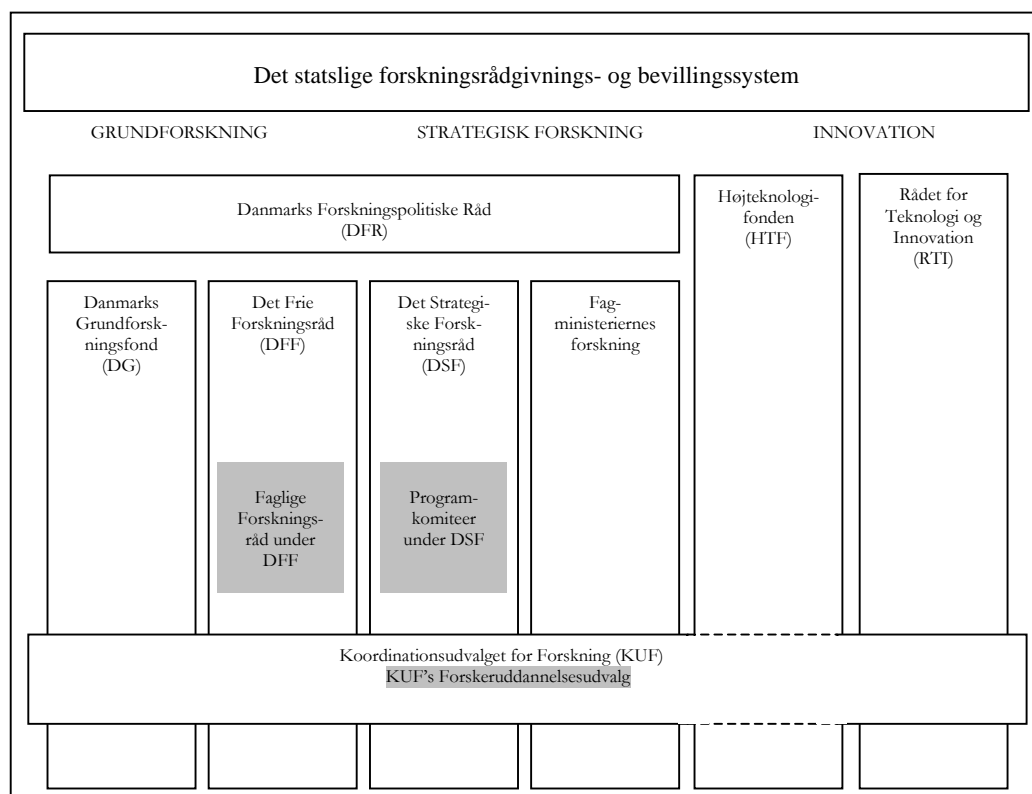 Det statslige forskningsrådgivnings- og bevillingssystem
GRUNDFORSKNING
STRATEGISK FORSKNING
INNOVATION
Danmarks Forskningspolitiske Råd
(DFR)
Højteknologi-
fonden
(HTF)
Rådet for
Teknologi og
Innovation
(RTI)
Danmarks
Grundforsk-
ningsfond
(DG)
Det Frie
Forskningsråd
(DFF)
Det Strategi-
ske Forsk-
ningsråd
(DSF)
Fag-
ministeriernes
forskning
Faglige
Forsknings-
råd under
DFF
Program-
komiteer
under DSF
Koordinationsudvalget for Forskning (KUF)
KUF's Forskeruddannelsesudvalg